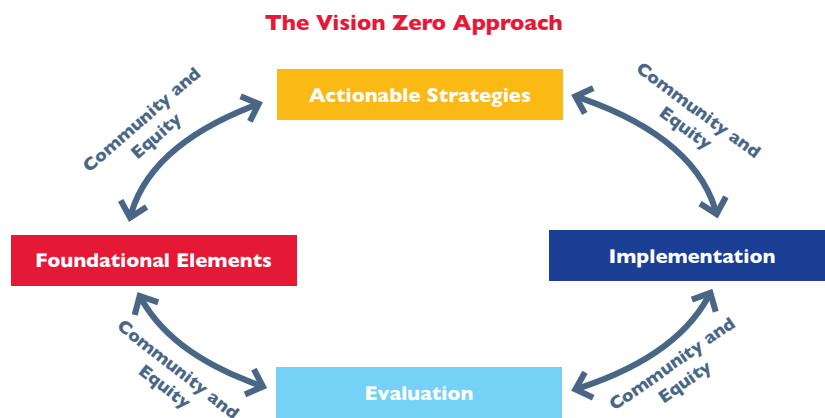 The Vision Zero Approach
Community and
Equity
Actionable Strategies
Community and
Equity
Foundational Elements
Implementation
Community and
Equity
Evaluation
Community and
Equity